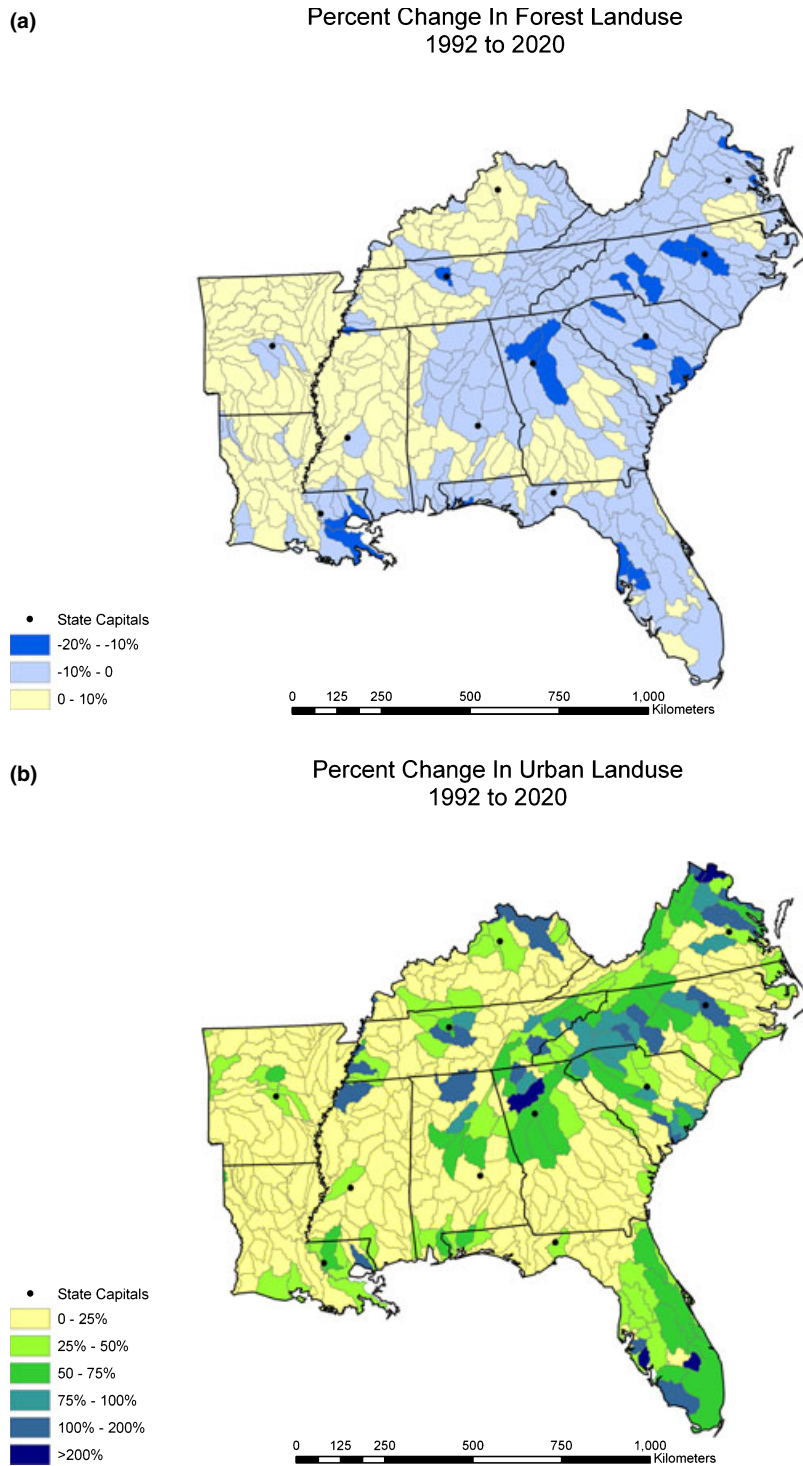 (a)
Percent Change In Forest Landuse
1992 to 2020
State Capitals
-20% - -10%
-10% - 0
0 - 10%
0 125 250 500 750 1,000
Kilometers
(b)
Percent Change In Urban Landuse
1992 to 2020
State Capitals
0 - 25%
25% - 50%
50 - 75%
75% - 100%
100% - 200%
>200%
0 125 250 500 750 1,000
Kilometers